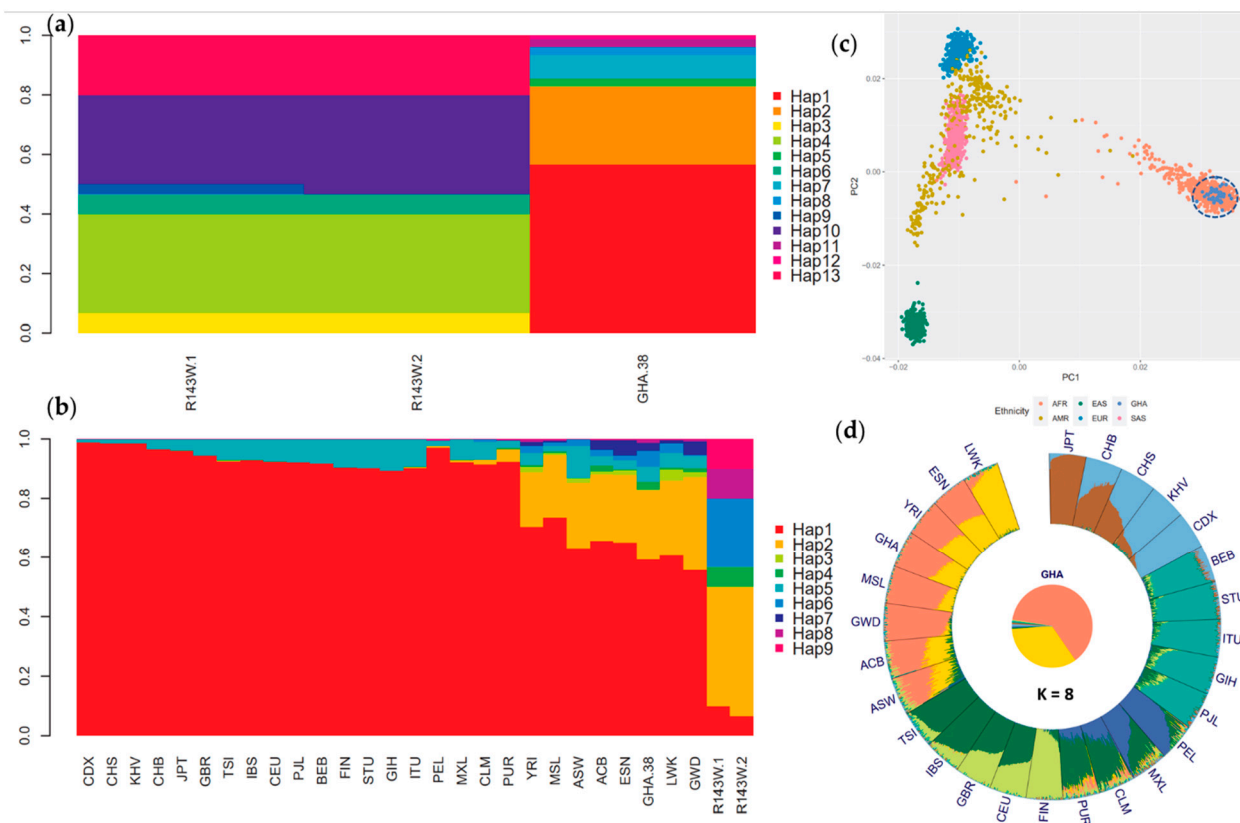 (a)
1.0
0.8
0.6
0.4
0.2
0.0
R143W.1
R143W.2
GHA.38
Hap1
Hap2
Hap3
Hap4
Hap5
Hap6
Hap7
Hap8
Hap9
Hap10
Hap11
Hap12
Hap13
(c)
PC2
0.02
0.00
−0.02
−0.04
−0.02
0.00
0.02
PC1
Ethnicity
AFR EAS GHA
AMR EUR SAS
(b)
1.0
0.8
0.6
0.4
0.2
0.0
CDX
CHS
KHV
CHB
JPT
GBR
TSI
IBS
CEU
PJL
BEB
FIN
STU
GIH
ITU
PEL
MXL
CLM
PUR
YRI
MSL
ASW
ACB
ESN
GHA.38
LWK
GWD
R143W.1
R143W.2
Hap1
Hap2
Hap3
Hap4
Hap5
Hap6
Hap7
Hap8
Hap9
(d)
JPT
CHB
CHS
KHV
CDX
BEB
STU
ITU
GIH
PJL
PEL
MXL
CLM
PUR
FIN
CEU
GBR
IBS
TSI
ASW
ACB
GWD
MSL
GHA
YRI
ESN
LWK
GHA
K = 8